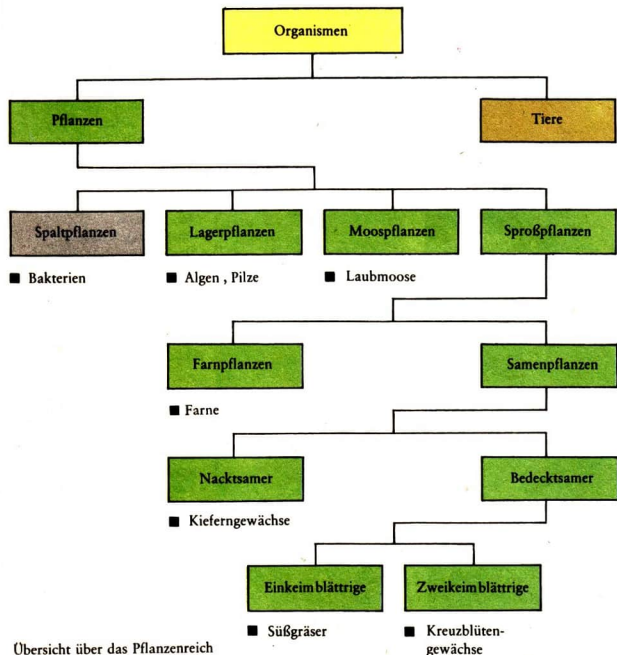 Organismen
Pflanzen
Tiere
Spaltpflanzen
Lagerpflanzen
Moospflanzen
Sproßpflanzen
■ Bakterien
■ Algen , Pilze
■ Laubmoose
Farnpflanzen
Samenpflanzen
■ Farne
Nacktsamer
Bedecktsamer
■ Kieferngewächse
Einkeimblättrige
Zweikeimblättrige
■ Süßgräser
■ Kreuzblüten-
gewächse
Übersicht über das Pflanzenreich